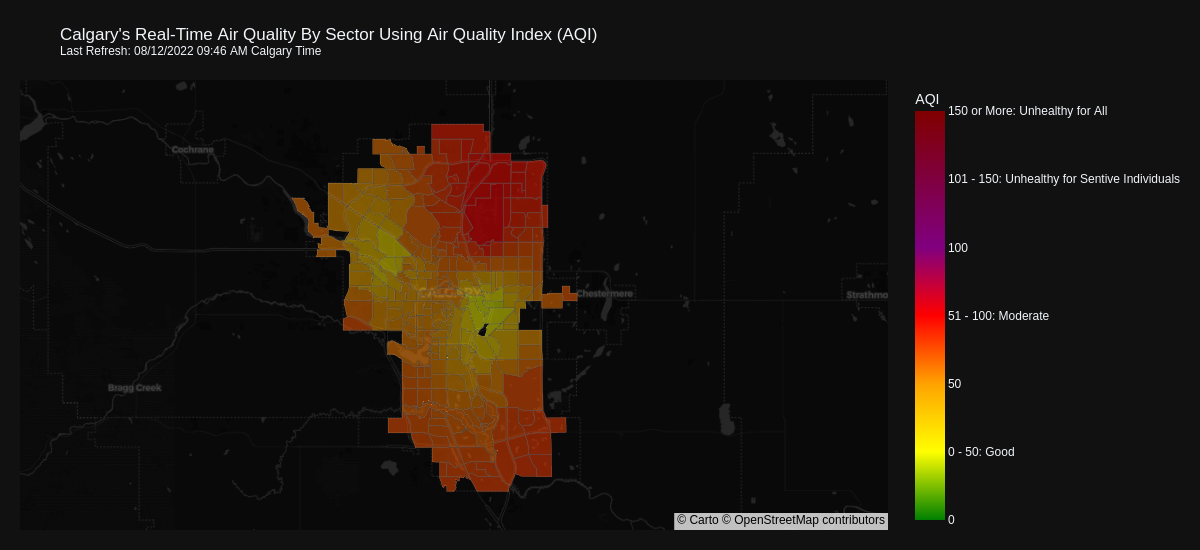 Calgary's Real-Time Air Quality By Sector Using Air Quality Index (AQI)
Last Refresh: 08/12/2022 09:46 AM Calgary Time
AQI
150 or More: Unhealthy for All
101 - 150: Unhealthy for Sentive Individuals
100
51 - 100: Moderate
50
0 - 50: Good
0
Cochrane
CALGARY
Chestermere
Strathmo
Bragg Creek
© Carto © OpenStreetMap contributors